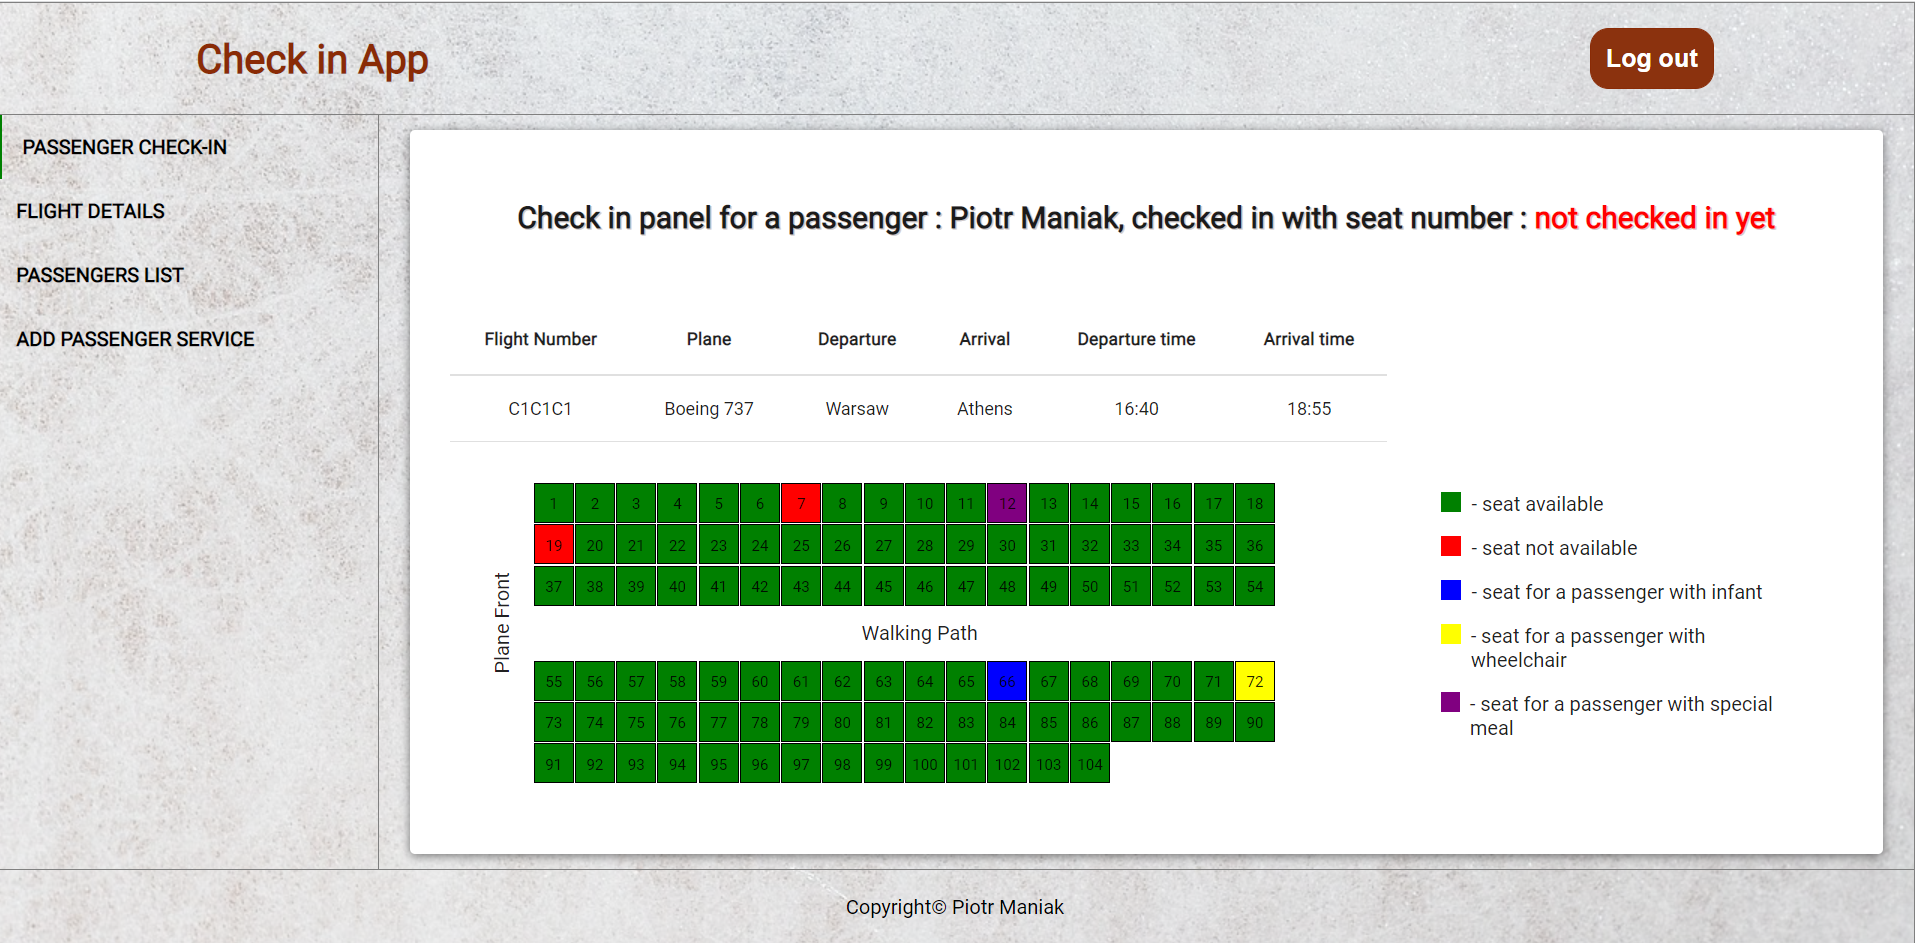 Check in App
Log out
PASSENGER CHECK-IN
FLIGHT DETAILS
PASSENGERS LIST
ADD PASSENGER SERVICE
Check in panel for a passenger : Piotr Maniak, checked in with seat number : not checked in yet
Flight Number Plane Departure Arrival Departure time Arrival time
C1C1C1 Boeing 737 Warsaw Athens 16:40 18:55
Plane Front
1 2 3 4 5 6 7 8 9 10 11 12 13 14 15 16 17 18
19 20 21 22 23 24 25 26 27 28 29 30 31 32 33 34 35 36
37 38 39 40 41 42 43 44 45 46 47 48 49 50 51 52 53 54
Walking Path
55 56 57 58 59 60 61 62 63 64 65 66 67 68 69 70 71 72
73 74 75 76 77 78 79 80 81 82 83 84 85 86 87 88 89 90
91 92 93 94 95 96 97 98 99 100 101 102 103 104
- seat available
- seat not available
- seat for a passenger with infant
- seat for a passenger with
wheelchair
- seat for a passenger with special
meal
Copyright© Piotr Maniak